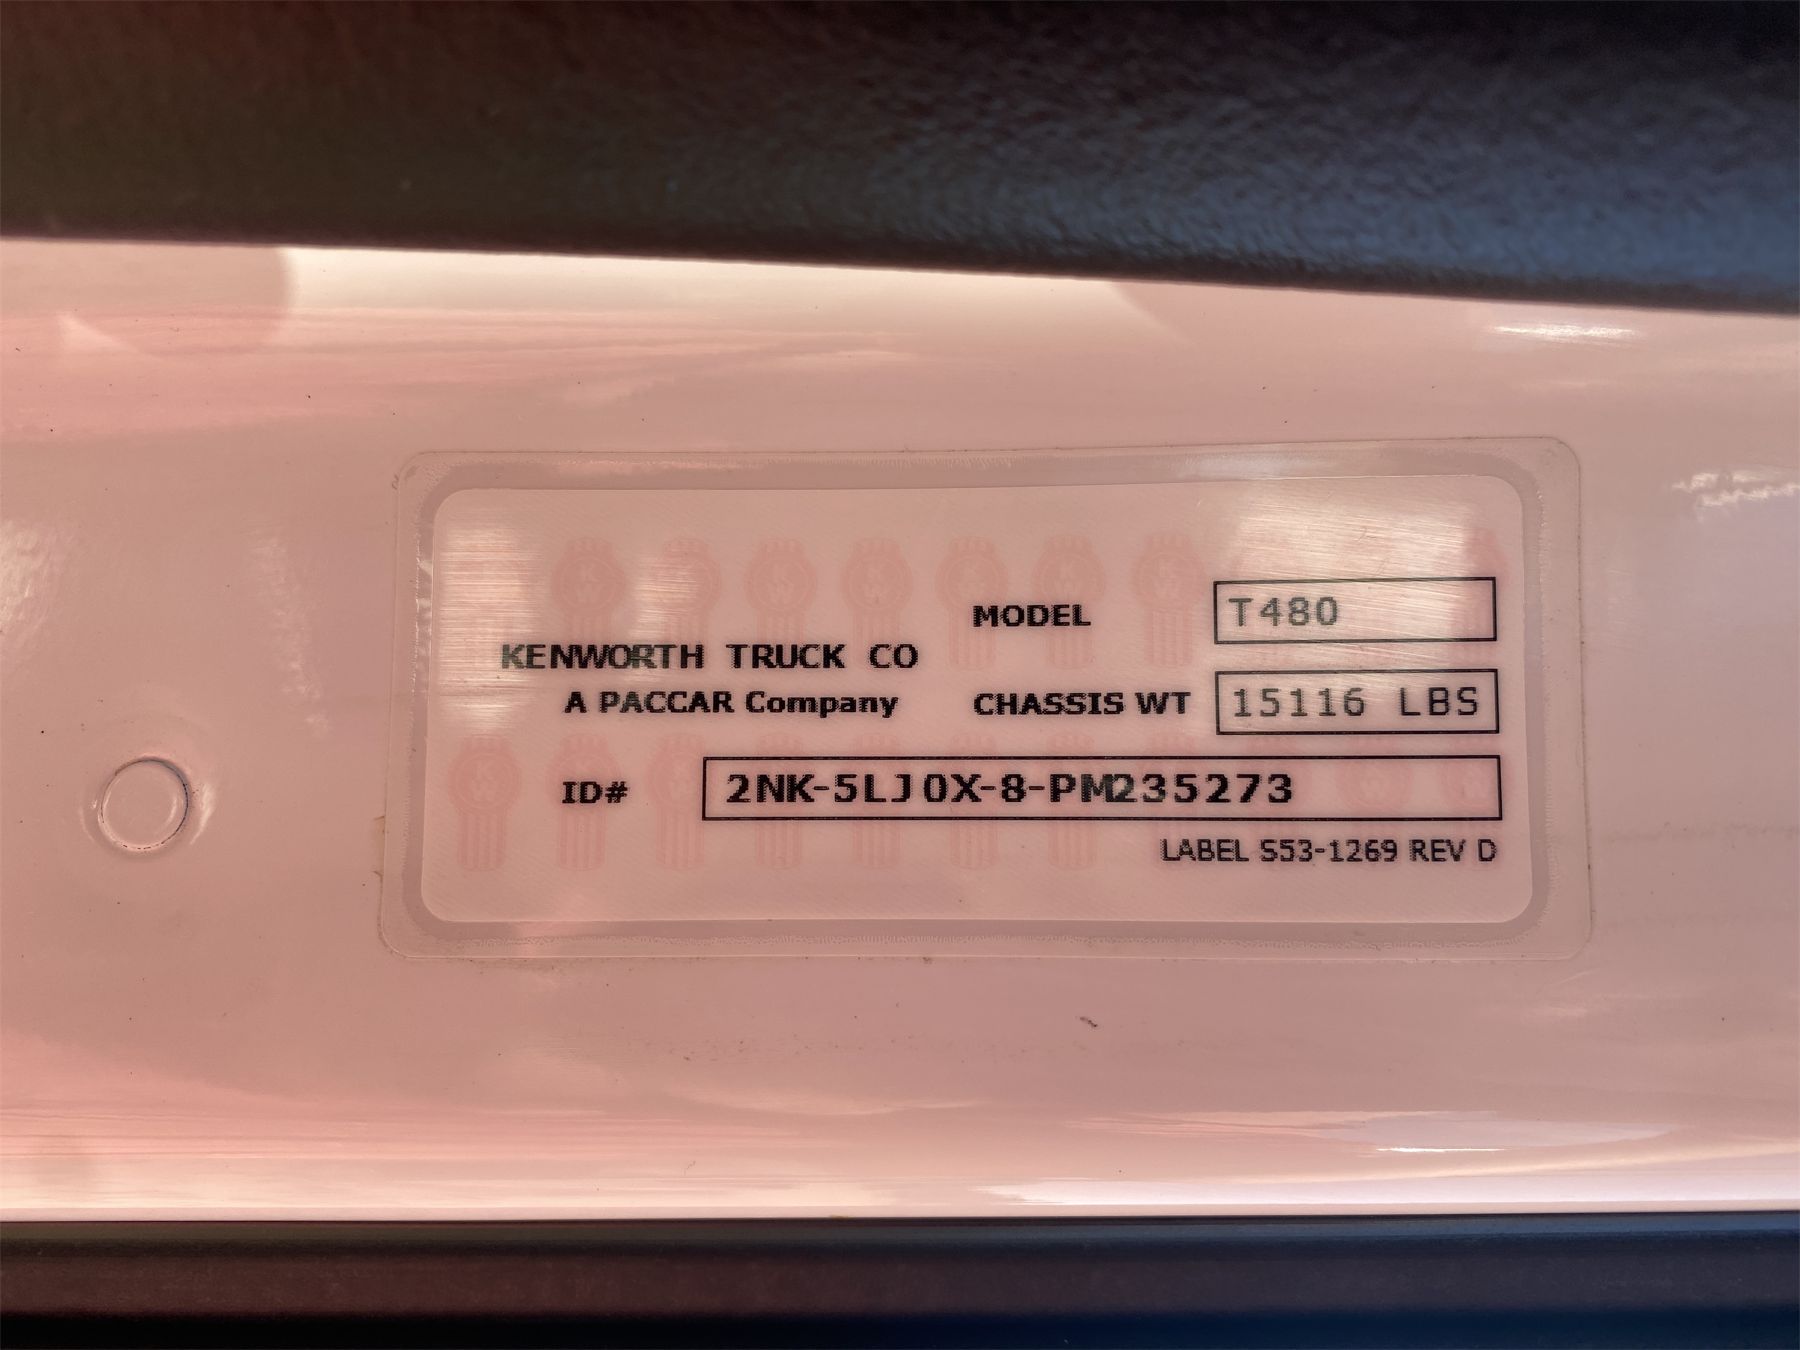 MODEL T480
KENWORTH TRUCK CO
A PACCAR Company
CHASSIS WT 15116 LBS
ID# 2NK-5LJ0X-8-PM235273
LABEL S53-1269 REV D